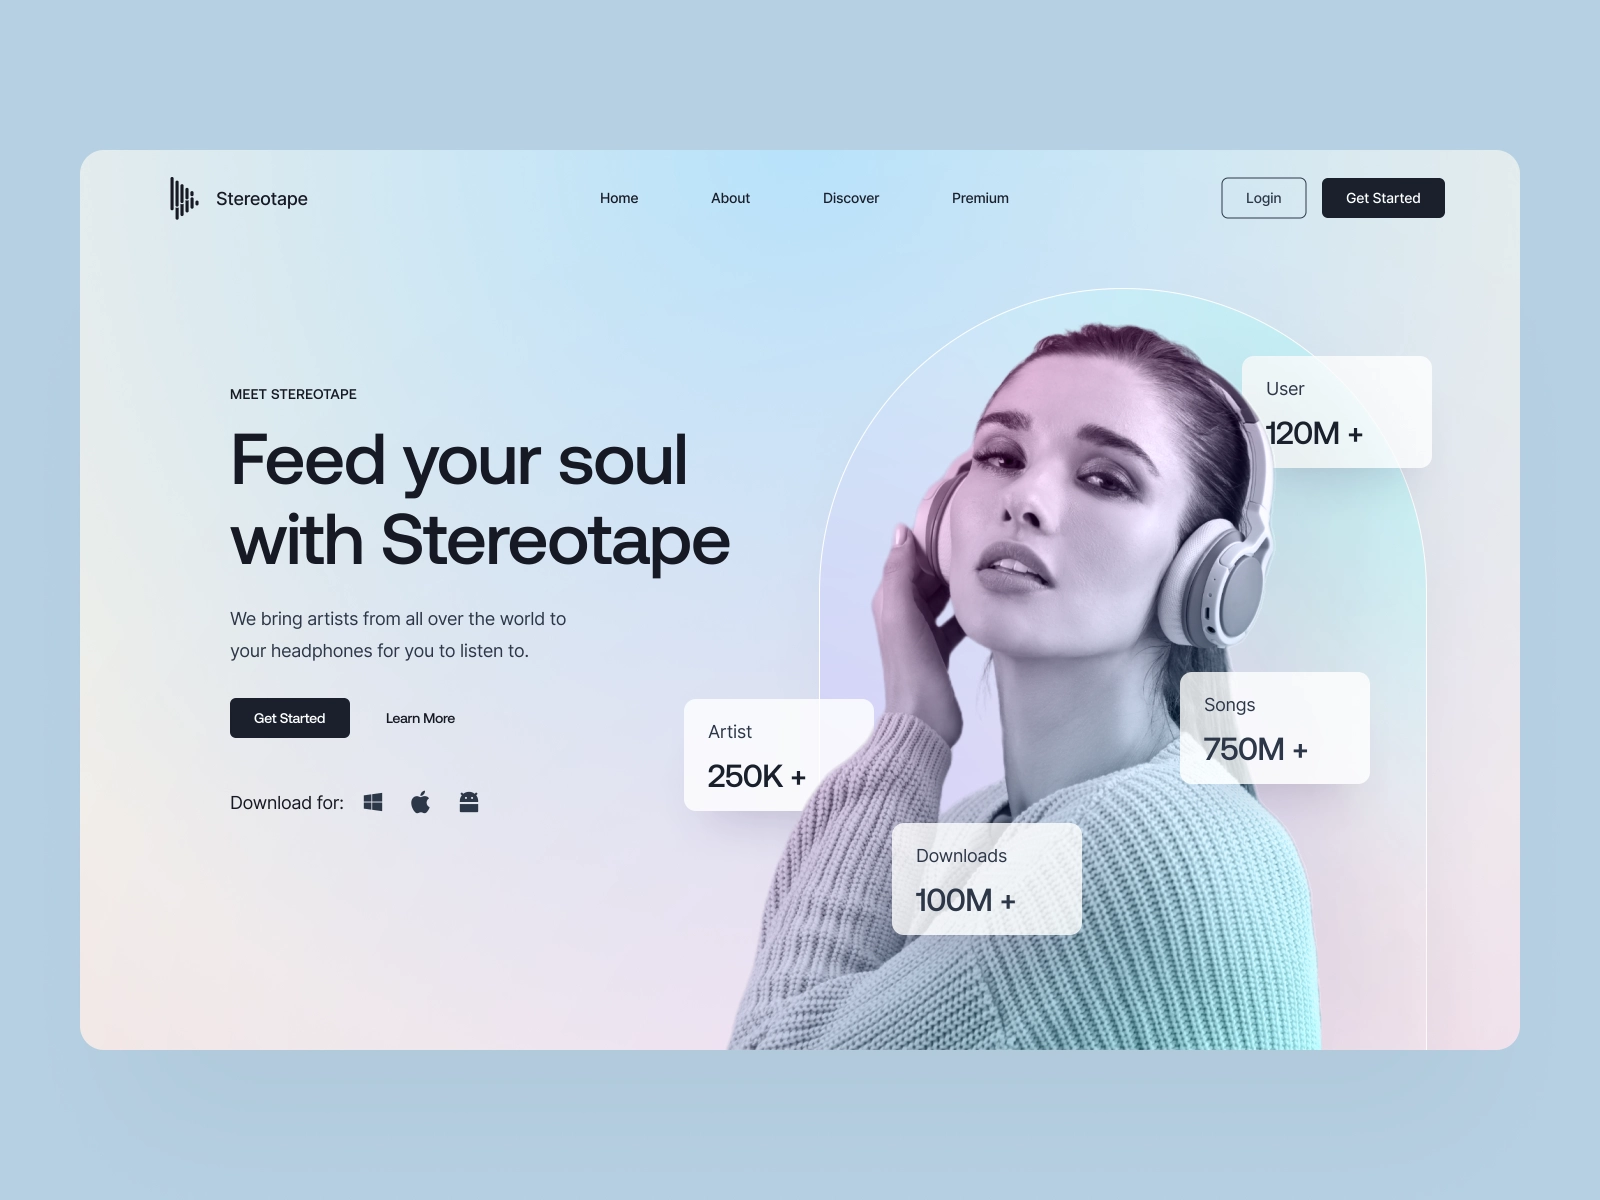 Stereotape
Home
About
Discover
Premium
Login
Get Started
MEET STEREOTAPE
Feed your soul
with Stereotape
We bring artists from all over the world to
your headphones for you to listen to.
Get Started
Learn More
Download for:
User
120M +
Artist
250K +
Songs
750M +
Downloads
100M +